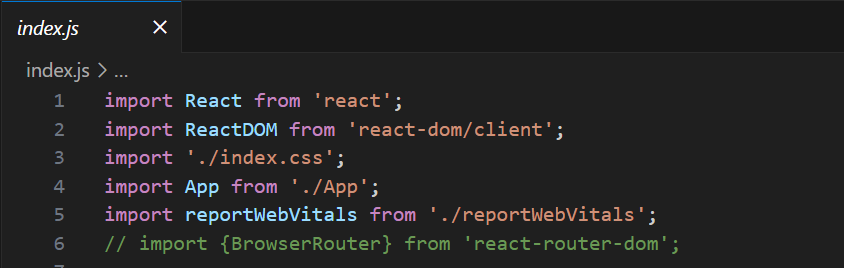 index.js ×
index.js > ...
1 import React from 'react';
2 import ReactDOM from 'react-dom/client';
3 import './index.css';
4 import App from './App';
5 import reportWebVitals from './reportWebVitals';
6 // import {BrowserRouter} from 'react-router-dom';